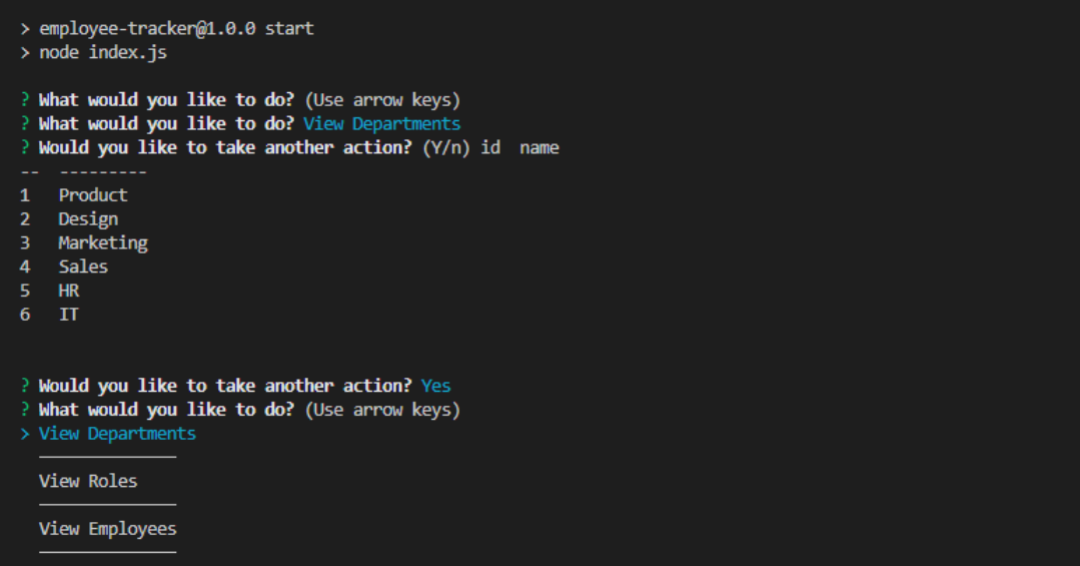 > employee-tracker@1.0.0 start
> node index.js
? What would you like to do? (Use arrow keys)
? What would you like to do? View Departments
? Would you like to take another action? (Y/n) id  name
--  ---------
1   Product
2   Design
3   Marketing
4   Sales
5   HR
6   IT
? Would you like to take another action? Yes
? What would you like to do? (Use arrow keys)
> View Departments
──────────────
View Roles
──────────────
View Employees
──────────────